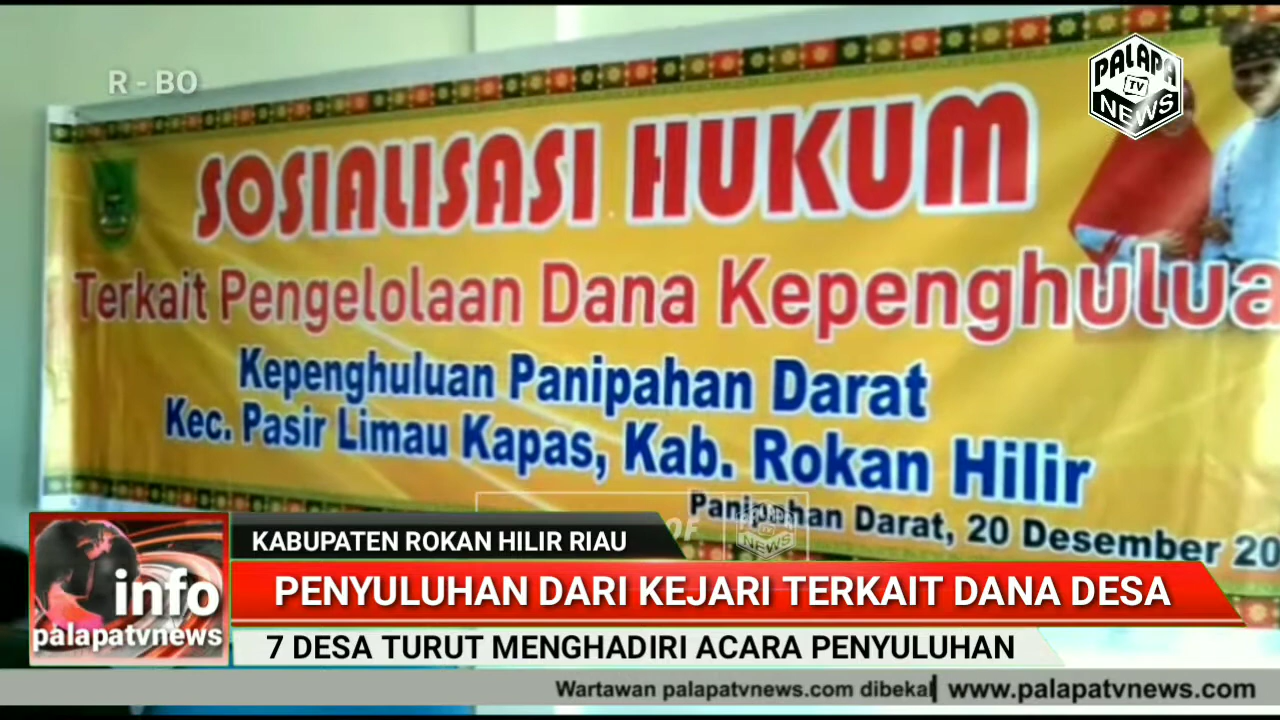 R - BO
PALAPA
TV
NEWS
SOSIALISASI HUKUM
Terkait Pengelolaan Dana Kepenghulua
Kepenghuluan Panipahan Darat
Kec. Pasir Limau Kapas, Kab. Rokan Hilir
Panipahan Darat, 20 Desember 20
OF
NEWS
KABUPATEN ROKAN HILIR RIAU
info
palapatvnews
PENYULUHAN DARI KEJARI TERKAIT DANA DESA
7 DESA TURUT MENGHADIRI ACARA PENYULUHAN
Wartawan palapatvnews.com dibekal www.palapatvnews.com